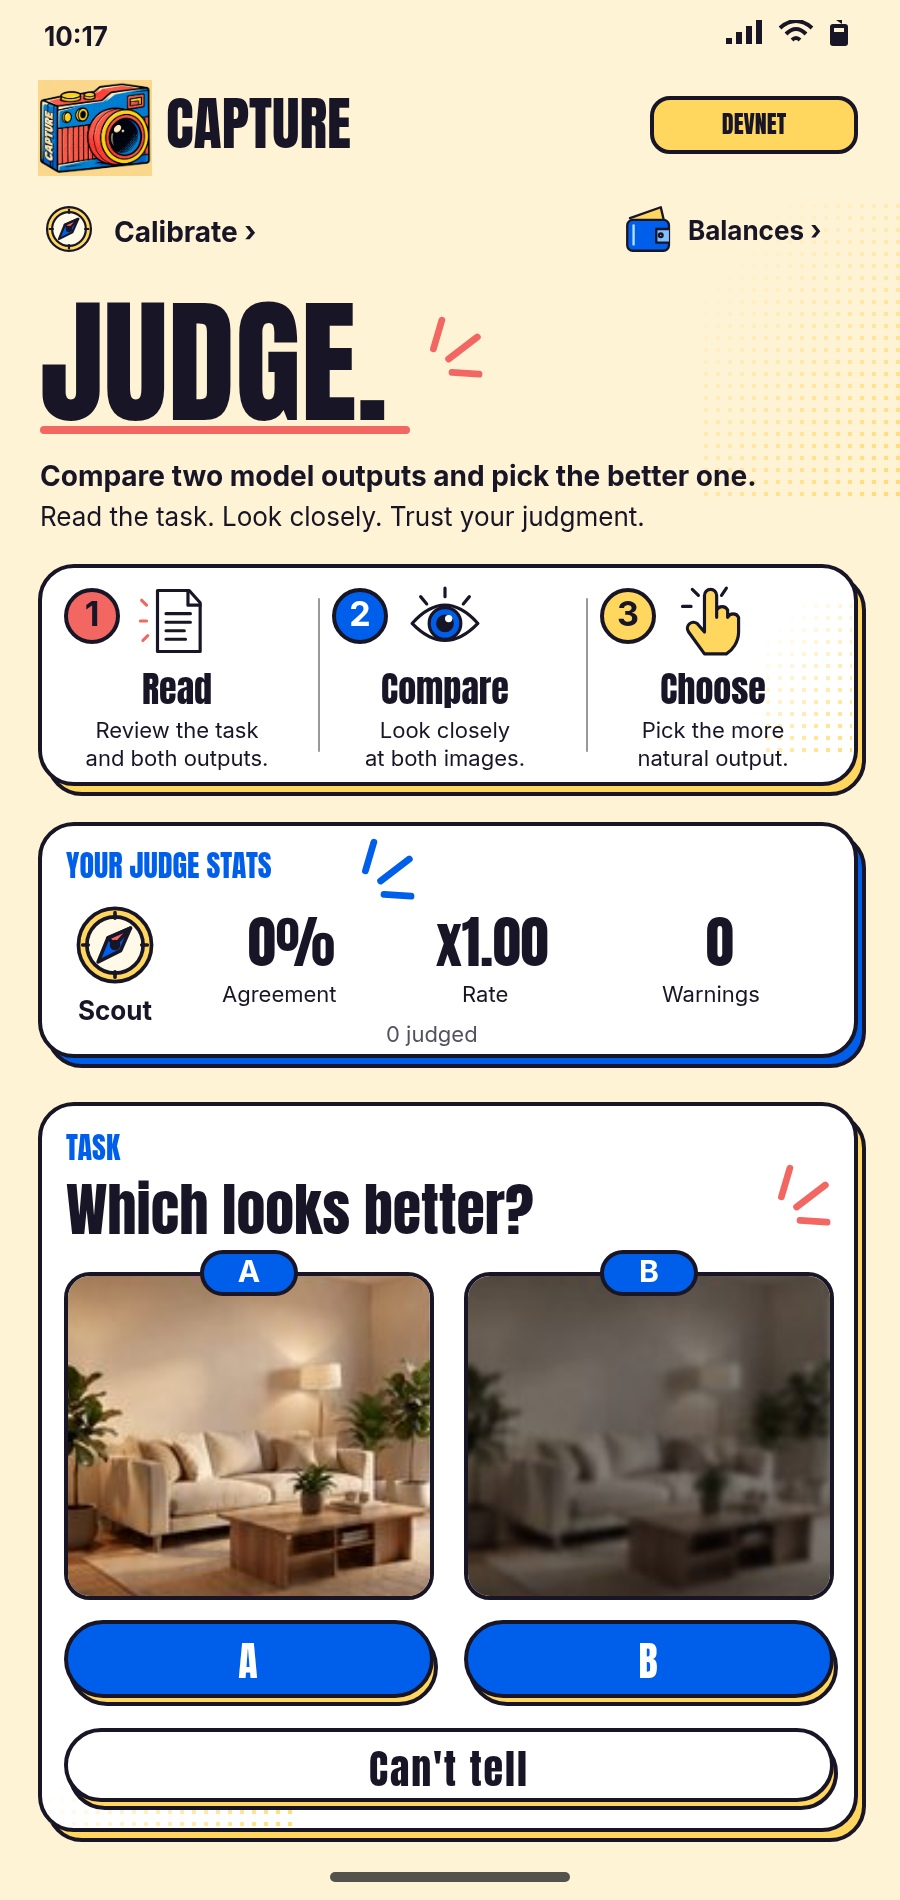 10:17
CAPTURE
CAPTURE
DEVNET
Calibrate ›
Balances ›
JUDGE.
Compare two model outputs and pick the better one.
Read the task. Look closely. Trust your judgment.
1
2
3
Read
Compare
Choose
Review the task
and both outputs.
Look closely
at both images.
Pick the more
natural output.
YOUR JUDGE STATS
0%
x1.00
0
Agreement
Rate
Warnings
Scout
0 judged
TASK
Which looks better?
A
B
A
B
Can't tell